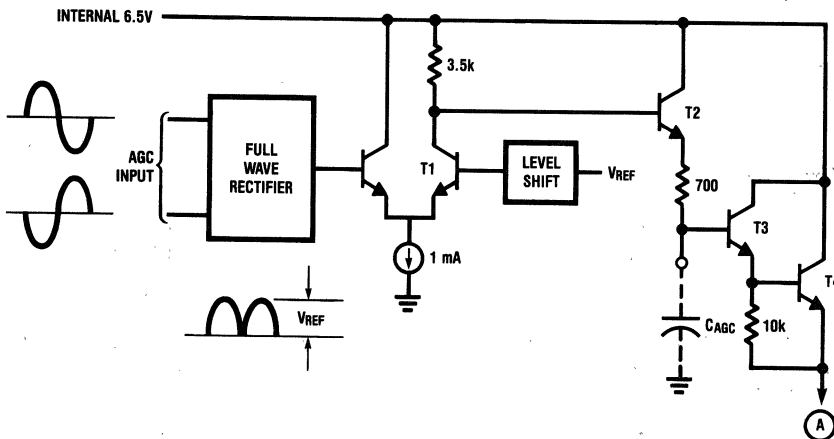 INTERNAL 6.5V
3.5k
T2
AGC
INPUT
FULL
WAVE
RECTIFIER
T1
LEVEL
SHIFT
VREF
700
T3
1 mA
VREF
CAGC
10k
A